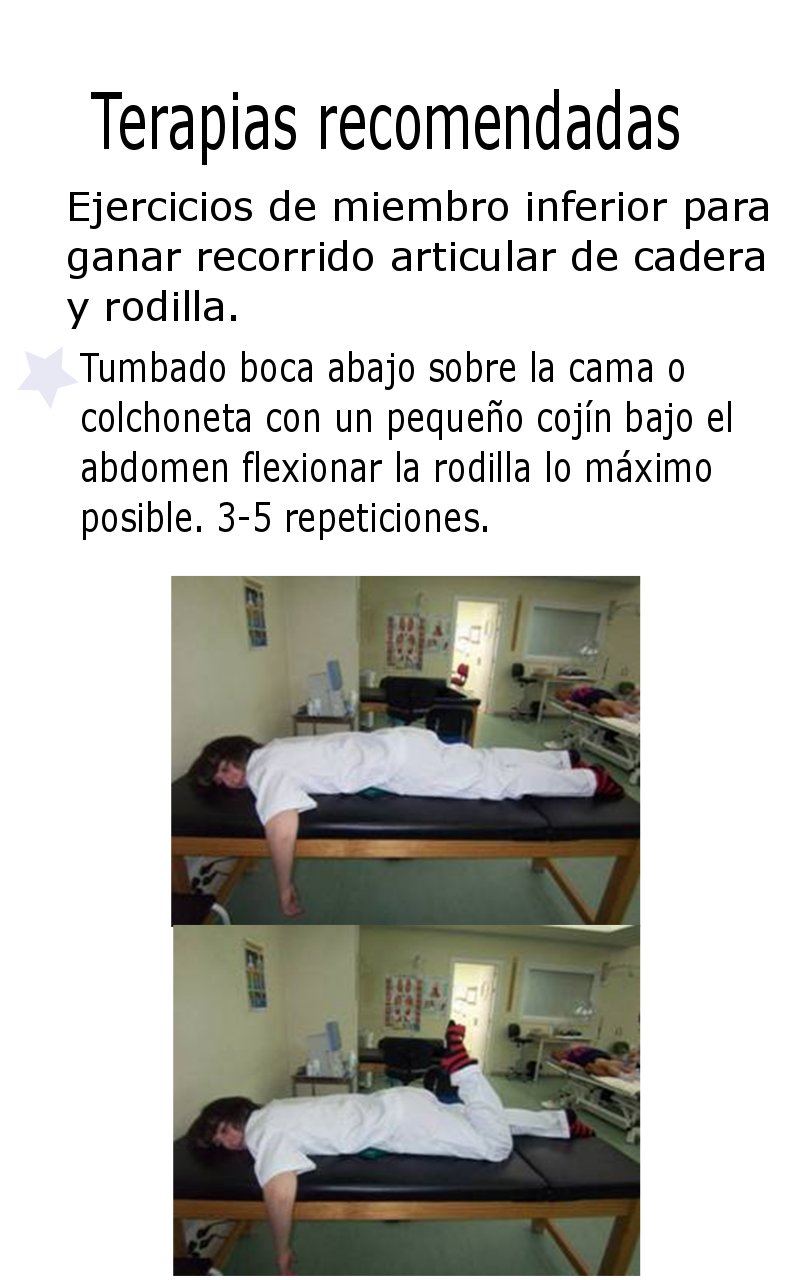 Terapias recomendadas
Ejercicios de miembro inferior para
ganar recorrido articular de cadera
y rodilla.
Tumbado boca abajo sobre la cama o
colchoneta con un pequeño cojín bajo el
abdomen flexionar la rodilla lo máximo
posible. 3-5 repeticiones.